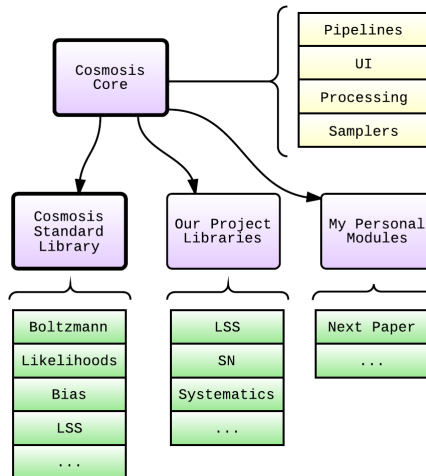 Cosmosis
Core
Pipelines
UI
Processing
Samplers
Cosmosis
Standard
Library
Our Project
Libraries
My Personal
Modules
Boltzmann
Likelihoods
Bias
LSS
...
LSS
SN
Systematics
...
Next Paper
...